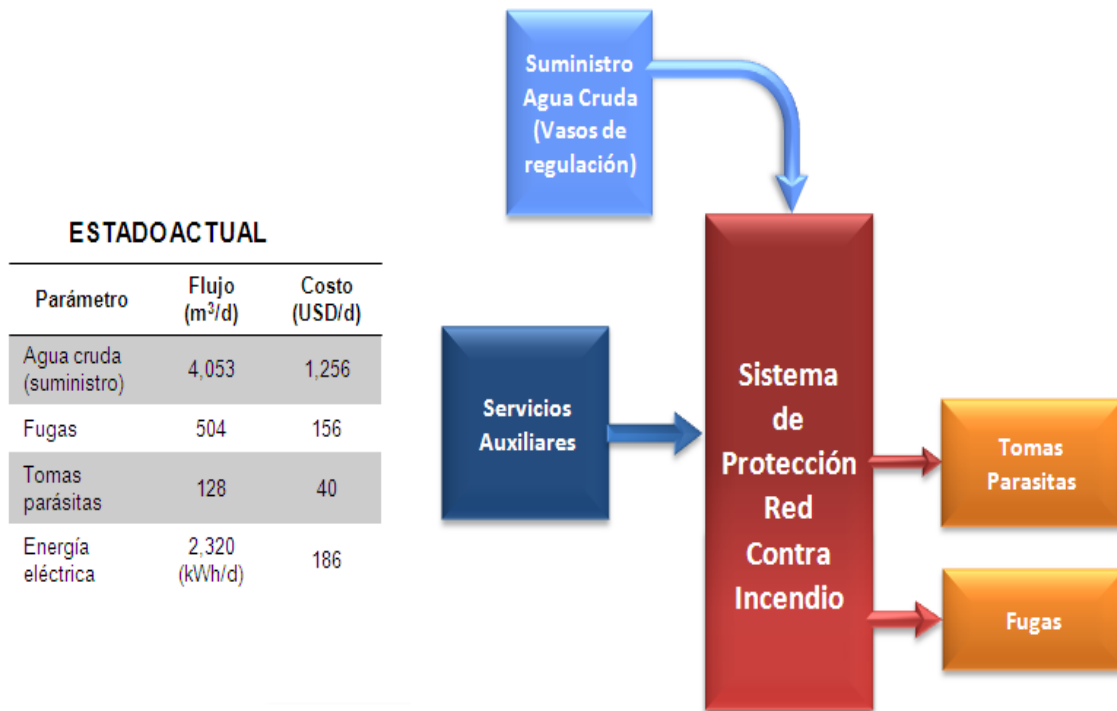 ESTADOACTUAL
Parámetro
Flujo
(m³/d)
Costo
(USD/d)
Agua cruda
(suministro)
4,053
1,256
Fugas
504
156
Tomas
parásitas
128
40
Energía
eléctrica
2,320
(kWh/d)
186
Suministro
Agua Cruda
(Vasos de
regulación)
Servicios
Auxiliares
Sistema
de
Protección
Red
Contra
Incendio
Tomas
Parasitas
Fugas